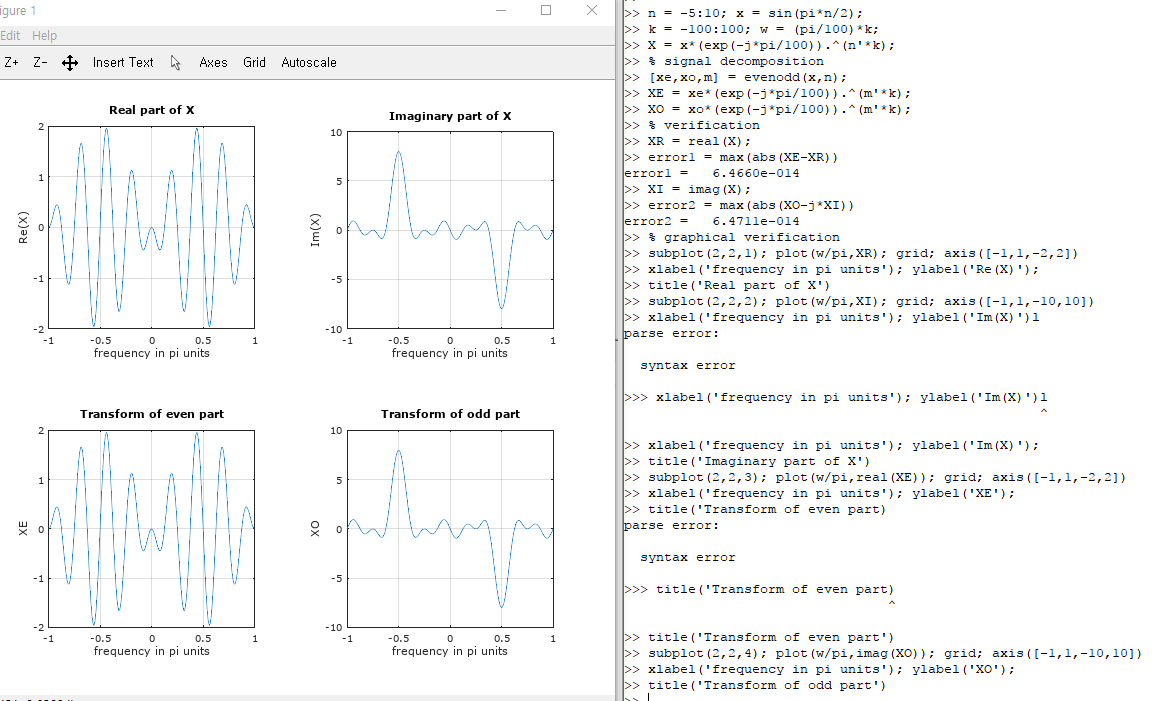 igure 1
Edit Help
Z+ Z- Insert Text Axes Grid Autoscale
Real part of X
2
1
0
-1
-2
Re(X)
-1 -0.5 0 0.5 1
frequency in pi units
Imaginary part of X
10
5
0
-5
-10
Im(X)
-1 -0.5 0 0.5 1
frequency in pi units
Transform of even part
2
1
0
-1
-2
XE
-1 -0.5 0 0.5 1
frequency in pi units
Transform of odd part
10
5
0
-5
-10
XO
-1 -0.5 0 0.5 1
frequency in pi units
>> n = -5:10; x = sin(pi*n/2);
>> k = -100:100; w = (pi/100)*k;
>> X = x*(exp(-j*pi/100)).^(n'*k);
>> % signal decomposition
>> [xe,xo,m] = evenodd(x,n);
>> XE = xe*(exp(-j*pi/100)).^(m'*k);
>> XO = xo*(exp(-j*pi/100)).^(m'*k);
>> % verification
>> XR = real(X);
>> error1 = max(abs(XE-XR))
error1 =   6.4660e-014
>> XI = imag(X);
>> error2 = max(abs(XO-j*XI))
error2 =   6.4711e-014
>> % graphical verification
>> subplot(2,2,1); plot(w/pi,XR); grid; axis([-1,1,-2,2])
>> xlabel('frequency in pi units'); ylabel('Re(X)');
>> title('Real part of X')
>> subplot(2,2,2); plot(w/pi,XI); grid; axis([-1,1,-10,10])
>> xlabel('frequency in pi units'); ylabel('Im(X)')l
parse error:
syntax error
>>> xlabel('frequency in pi units'); ylabel('Im(X)')l
^
>> xlabel('frequency in pi units'); ylabel('Im(X)');
>> title('Imaginary part of X')
>> subplot(2,2,3); plot(w/pi,real(XE)); grid; axis([-1,1,-2,2])
>> xlabel('frequency in pi units'); ylabel('XE');
>> title('Transform of even part)
parse error:
syntax error
>>> title('Transform of even part)
^
>> title('Transform of even part')
>> subplot(2,2,4); plot(w/pi,imag(XO)); grid; axis([-1,1,-10,10])
>> xlabel('frequency in pi units'); ylabel('XO');
>> title('Transform of odd part')
>>